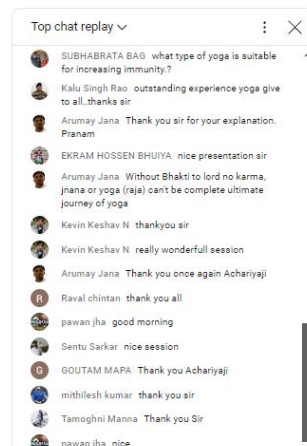 Top chat replay
SUBHABRATA BAG what type of yoga is suitable
for increasing immunity.?
Kalu Singh Rao outstanding experience yoga give
to all..thanks sir
Arumay Jana Thank you sir for your explanation.
Pranam
EKRAM HOSSEN BHUIYA nice presentation sir
Arumay Jana Without Bhakti to lord no karma,
jnana or yoga (raja) can't be complete ultimate
journey of yoga
Kevin Keshav N thankyou sir
Kevin Keshav N really wonderfull session
Arumay Jana Thank you once again Achariyaji
R Raval chintan thank you all
pawan jha good morning
Sentu Sarkar nice session
G GOUTAM MAPA Thank you Achariyaji
mithilesh kumar thank you sir
Tamoghni Manna Thank You Sir
pawan jha nice